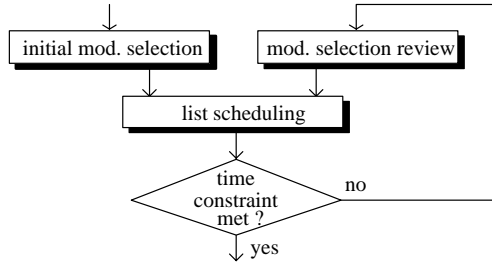 initial mod. selection
mod. selection review
list scheduling
time
constraint
met ?
no
yes